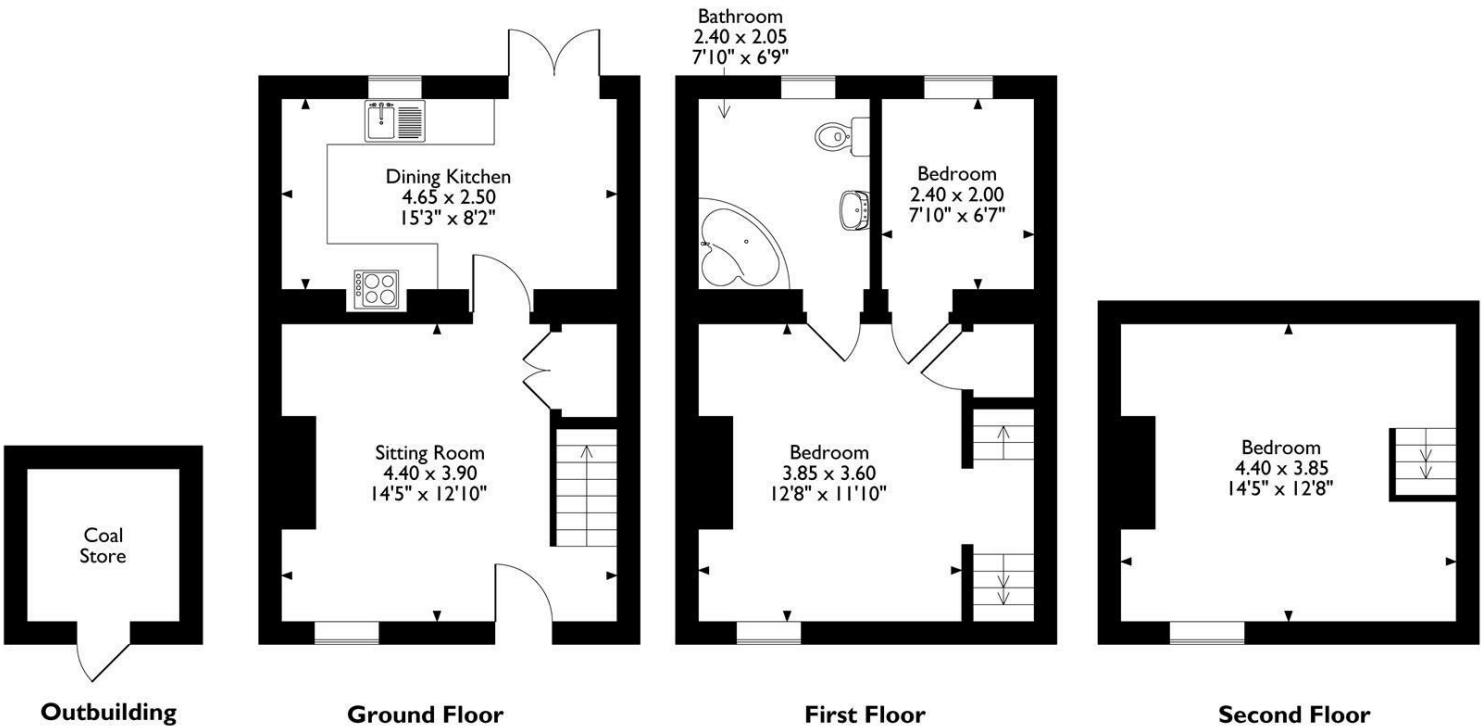 Bathroom
2.40 x 2.05
7'10" x 6'9"
Dining Kitchen
4.65 x 2.50
15'3" x 8'2"
Bedroom
2.40 x 2.00
7'10" x 6'7"
Sitting Room
4.40 x 3.90
14'5" x 12'10"
Bedroom
3.85 x 3.60
12'8" x 11'10"
Bedroom
4.40 x 3.85
14'5" x 12'8"
Coal
Store
Outbuilding
Ground Floor
First Floor
Second Floor